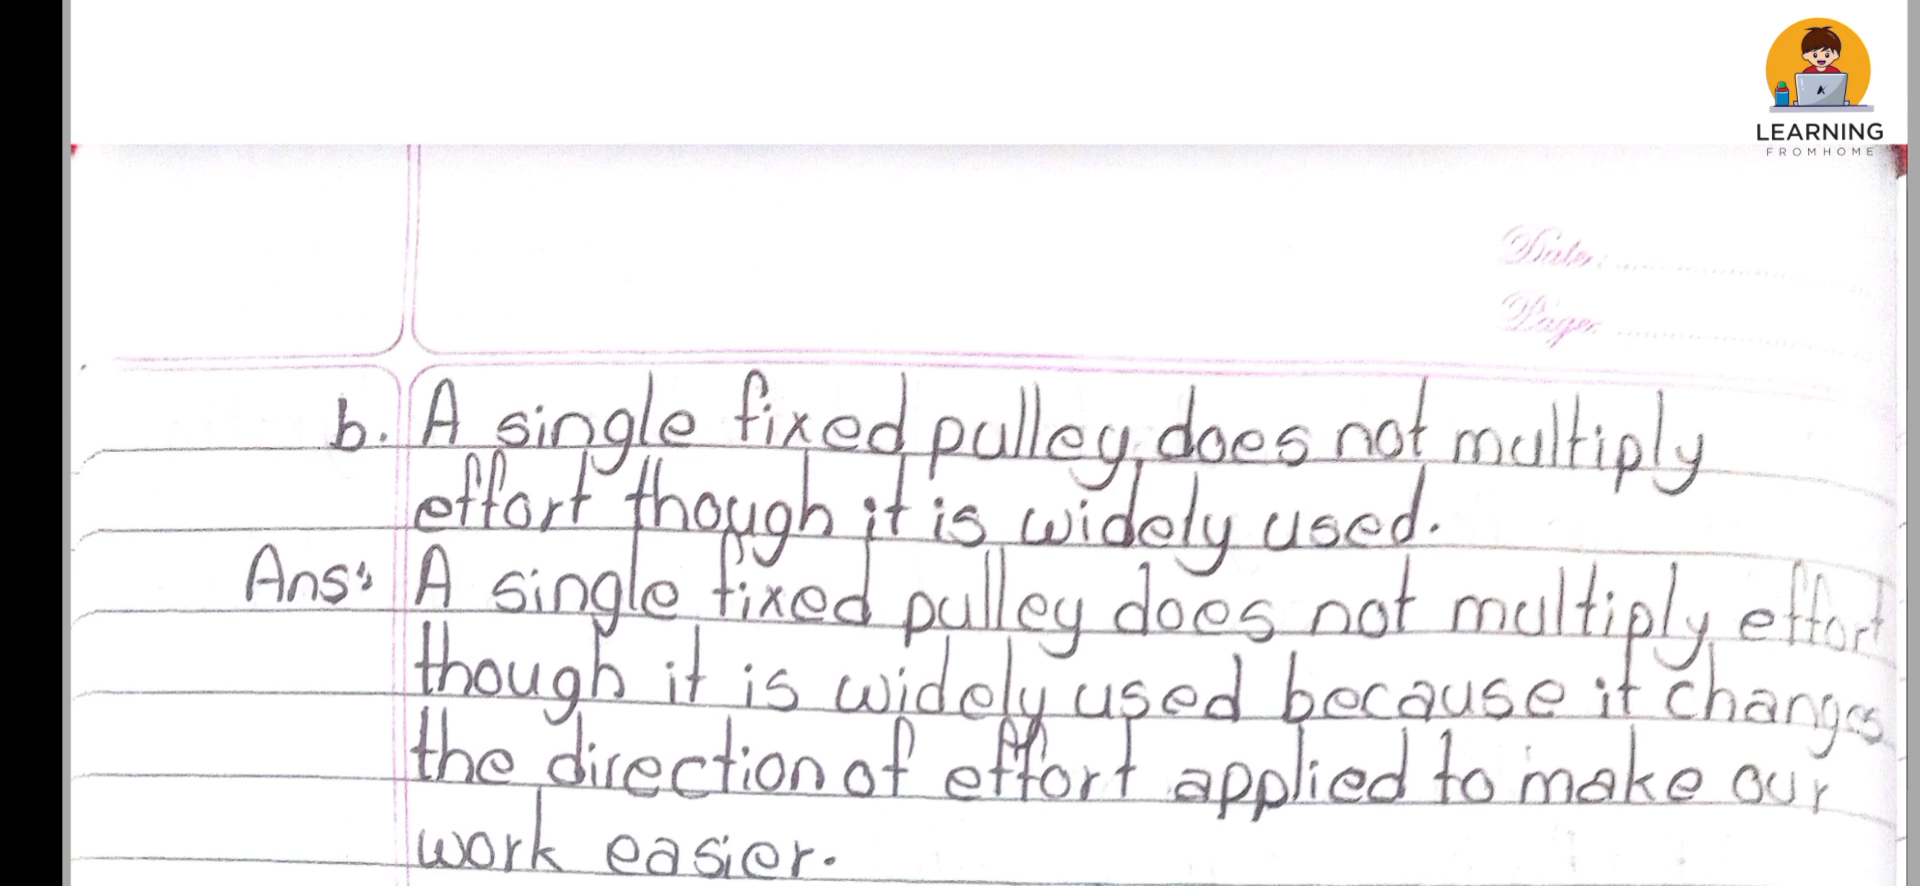 LEARNING
FROMHOME
Date:
Page:
b. A single fixed pulley does not multiply
effort though it is widely used.
Ans: A single fixed pulley does not multiply effort
though it is widely used because it changes
the direction of effort applied to make our
work easier.